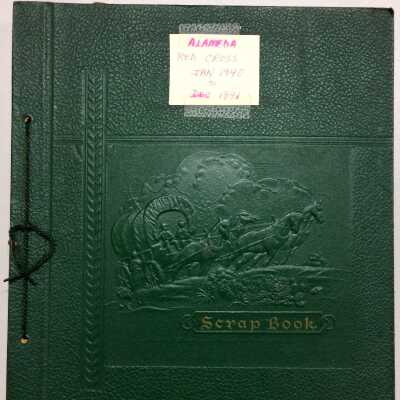 ALAMEDA
RED CROSS
JAN 1940
to
DEC 1941
Scrap Book